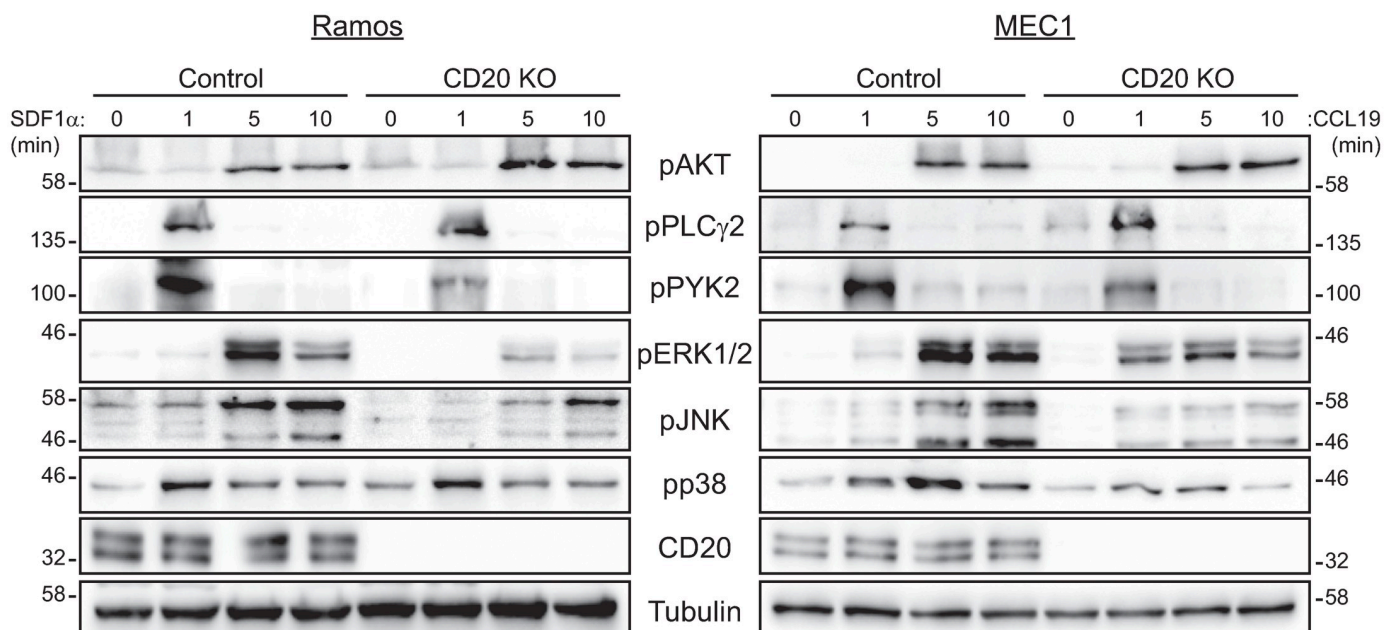 Ramos MEC1
Control CD20 KO Control CD20 KO
SDF1α: 0 1 5 10 0 1 5 10 0 1 5 10 0 1 5 10 :CCL19
(min) (min)
58- pAKT -58
135- pPLCγ2 -135
100- pPYK2 -100
46- pERK1/2 -46
58- pJNK -58
46- -46
46- pp38 -46
32- CD20 -32
58- Tubulin -58